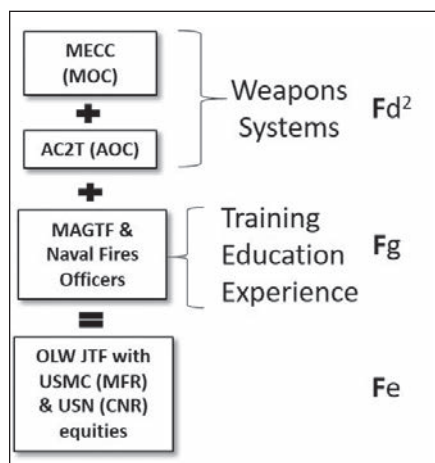 MECC
(MOC)
+
AC2T (AOC)
Weapons
Systems
Fd²
+
MAGTF &
Naval Fires
Officers
Training
Education
Experience
Fg
=
OLW JTF with
USMC (MFR)
& USN (CNR)
equities
Fe